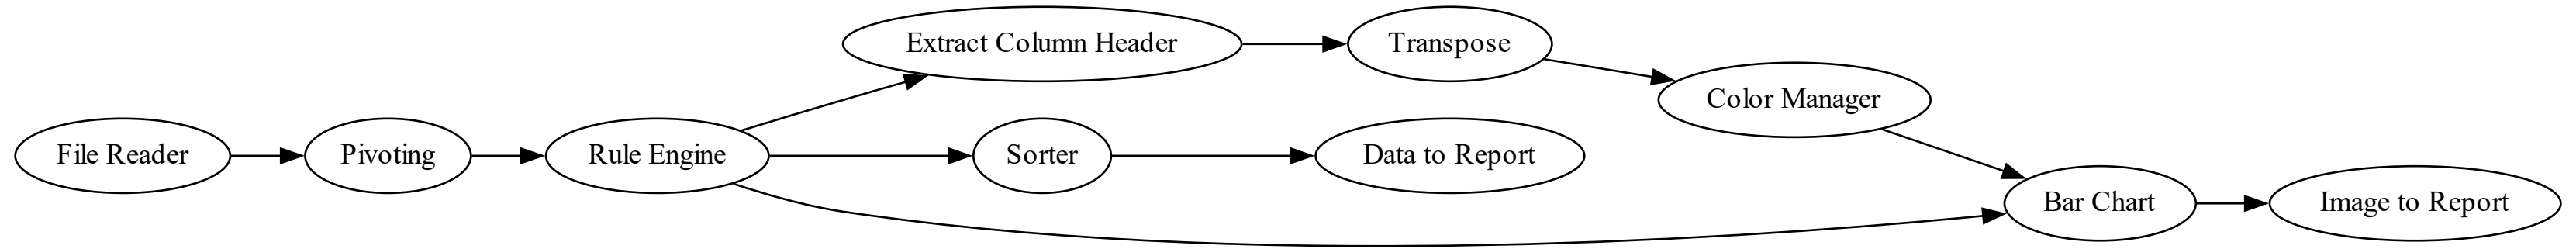 File Reader
Pivoting
Rule Engine
Extract Column Header
Transpose
Color Manager
Sorter
Data to Report
Bar Chart
Image to Report